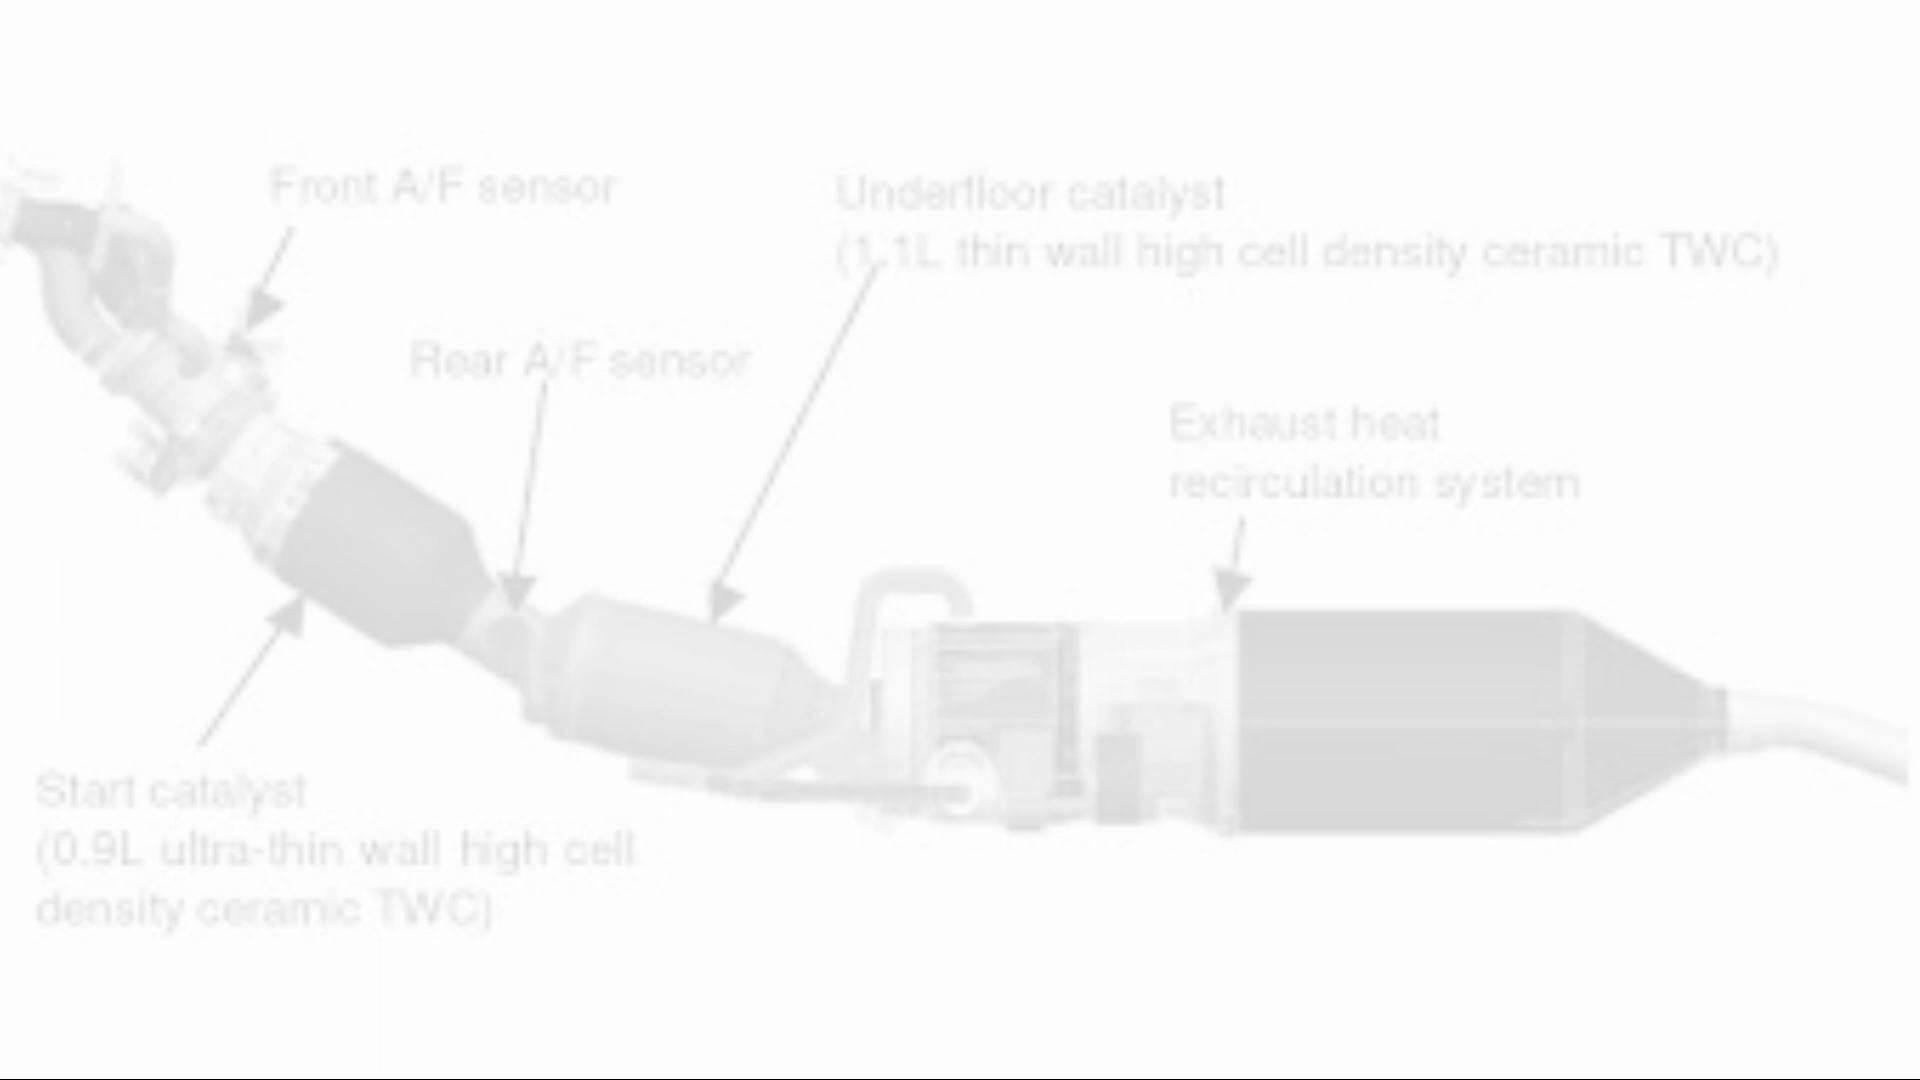 Front A/F sensor
Underfloor catalyst
(1.1L thin wall high cell density ceramic TWC)
Rear A/F sensor
Exhaust heat
recirculation system
Start catalyst
(0.9L ultra-thin wall high cell
density ceramic TWC)